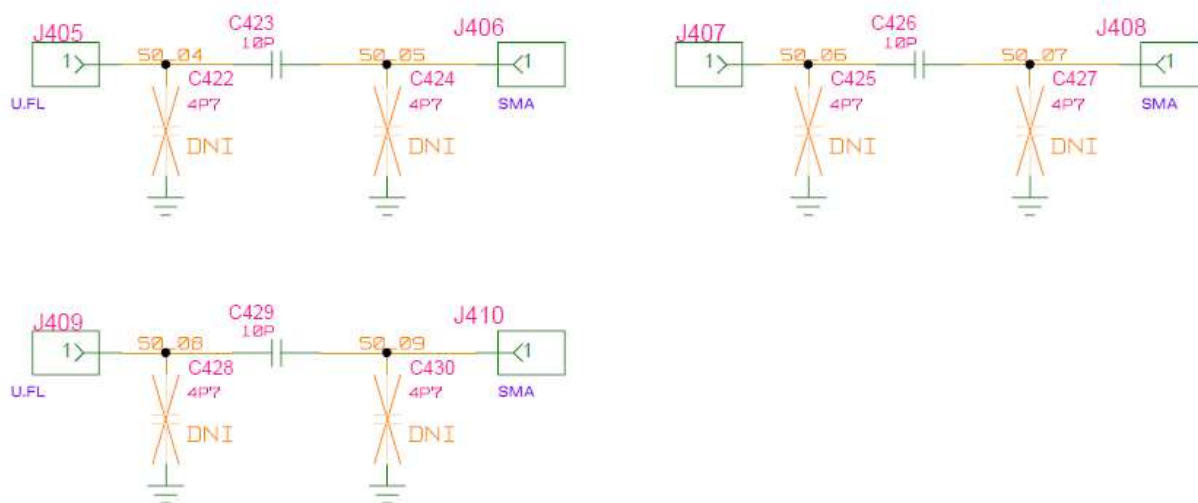 J405
1
U.FL
50_04
C422
4P7
DNI
C423
10P
50_05
C424
4P7
DNI
J406
1
SMA
J407
1
U.FL
50_06
C425
4P7
DNI
C426
10P
50_07
C427
4P7
DNI
J408
1
SMA
J409
1
U.FL
50_08
C428
4P7
DNI
C429
10P
50_09
C430
4P7
DNI
J410
1
SMA